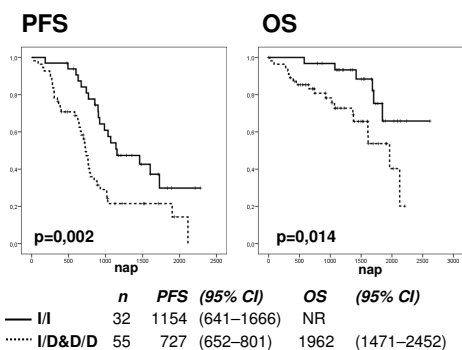 PFS OS
1,0
0,8
0,6
0,4
0,2
0,0
p=0,002
0 500 1000 1500 2000 2500
nap
1,0
0,8
0,6
0,4
0,2
0,0
p=0,014
0 500 1000 1500 2000 2500 3000
nap
n PFS (95% CI) OS (95% CI)
I/I 32 1154 (641–1666) NR
I/D&D/D 55 727 (652–801) 1962 (1471–2452)